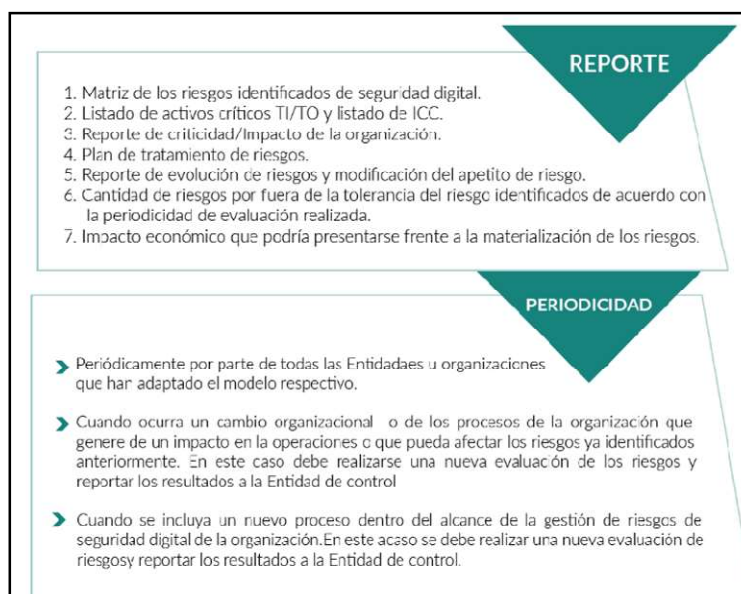 REPORTE
1. Matriz de los riesgos identificados de seguridad digital.
2. Listado de activos críticos TI/TO y listado de ICC.
3. Reporte de criticidad/Impacto de la organización.
4. Plan de tratamiento de riesgos.
5. Reporte de evolución de riesgos y modificación del apetito de riesgo.
6. Cantidad de riesgos por fuera de la tolerancia del riesgo identificados de acuerdo con
la periodicidad de evaluación realizada.
7. Impacto económico que podría presentarse frente a la materialización de los riesgos.
PERIODICIDAD
Periódicamente por parte de todas las Entidadaes u organizaciones
que han adaptado el modelo respectivo.
Cuando ocurra un cambio organizacional o de los procesos de la organización que
genere de un impacto en la operaciones o que pueda afectar los riesgos ya identificados
anteriormente. En este caso debe realizarse una nueva evaluación de los riesgos y
reportar los resultados a la Entidad de control
Cuando se incluya un nuevo proceso dentro del alcance de la gestión de riesgos de
seguridad digital de la organización.En este acaso se debe realizar una nueva evaluación de
riesgosy reportar los resultados a la Entidad de control.